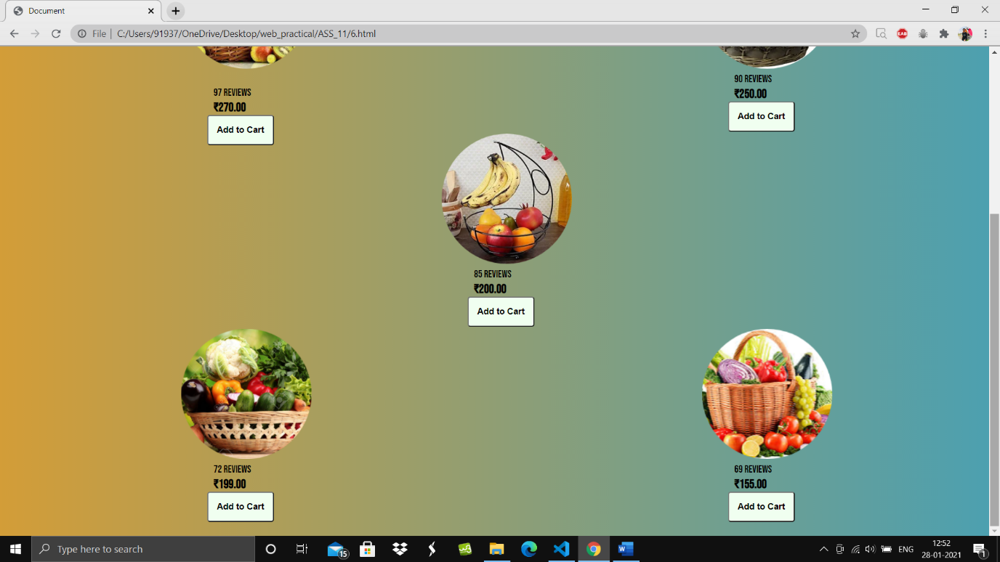 Document
File
C:/Users/91937/OneDrive/Desktop/web_practical/ASS_11/6.html
EAB
97 REVIEWS
₹270.00
Add to Cart
90 REVIEWS
₹250.00
Add to Cart
85 REVIEWS
₹200.00
Add to Cart
72 REVIEWS
₹199.00
Add to Cart
69 REVIEWS
₹155.00
Add to Cart
Type here to search
15
W
ENG
12:52
28-01-2021
1